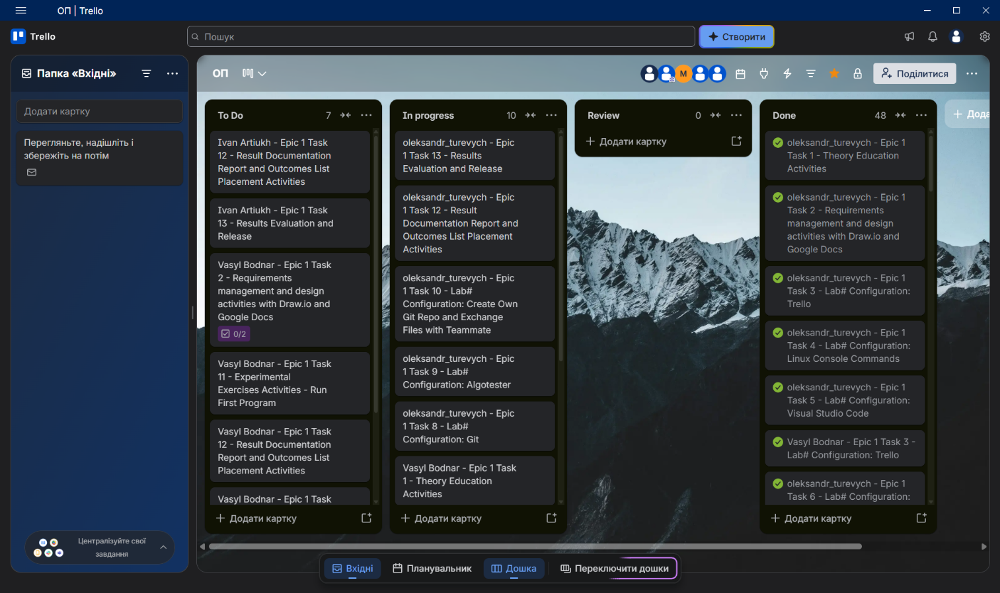 ОП | Trello
Trello
Пошук
Створити
Папка «Вхідні»
Додати картку
Перегляньте, надішліть і
збережіть на потім
Централізуйте свої
завдання
ОП
M
Поділитися
To Do
7
Ivan Artiukh - Epic 1 Task
12 - Result Documentation
Report and Outcomes List
Placement Activities
Ivan Artiukh - Epic 1 Task
13 - Results Evaluation and
Release
Vasyl Bodnar - Epic 1 Task
2 - Requirements
management and design
activities with Draw.io and
Google Docs
0/2
Vasyl Bodnar - Epic 1 Task
11 - Experimental
Exercises Activities - Run
First Program
Vasyl Bodnar - Epic 1 Task
12 - Result Documentation
Report and Outcomes List
Placement Activities
Vasyl Bodnar - Epic 1 Task
Додати картку
In progress
10
oleksandr_turevych - Epic
1 Task 13 - Results
Evaluation and Release
oleksandr_turevych - Epic
1 Task 12 - Result
Documentation Report and
Outcomes List Placement
Activities
oleksandr_turevych - Epic
1 Task 10 - Lab#
Configuration: Create Own
Git Repo and Exchange
Files with Teammate
oleksandr_turevych - Epic
1 Task 9 - Lab#
Configuration: Algotester
oleksandr_turevych - Epic
1 Task 8 - Lab#
Configuration: Git
Vasyl Bodnar - Epic 1 Task
1 - Theory Education
Activities
Додати картку
Review
0
Додати картку
Done
48
oleksandr_turevych - Epic 1
Task 1 - Theory Education
Activities
oleksandr_turevych - Epic 1
Task 2 - Requirements
management and design
activities with Draw.io and
Google Docs
oleksandr_turevych - Epic 1
Task 3 - Lab# Configuration:
Trello
oleksandr_turevych - Epic 1
Task 4 - Lab# Configuration:
Linux Console Commands
oleksandr_turevych - Epic 1
Task 5 - Lab# Configuration:
Visual Studio Code
Vasyl Bodnar - Epic 1 Task 3 -
Lab# Configuration: Trello
oleksandr_turevych - Epic 1
Task 6 - Lab# Configuration:
Додати картку
Дода
Вхідні
Планувальник
Дошка
Переключити дошки